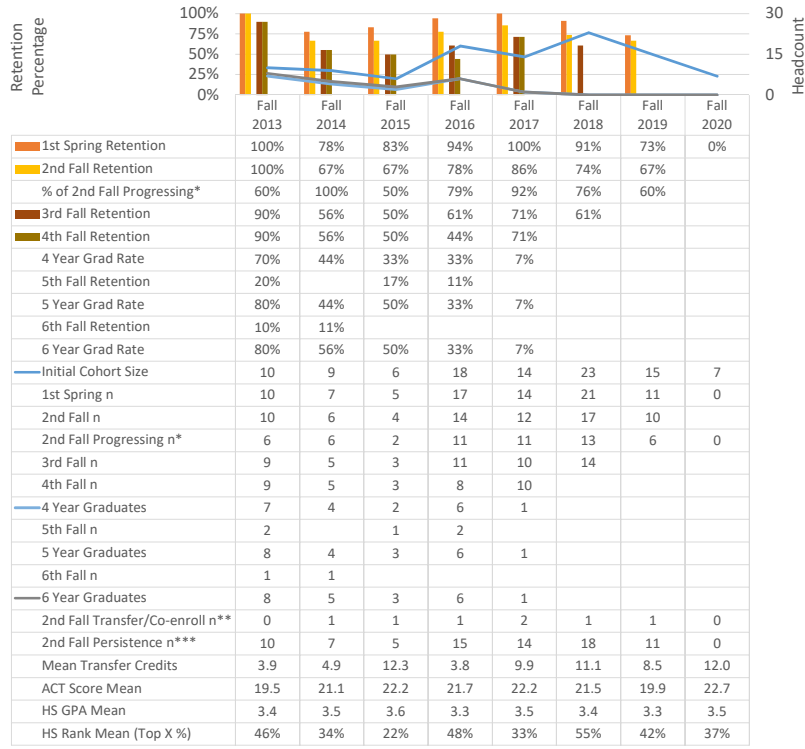 Retention
Percentage
100%
75%
50%
25%
0%
30
15
0
Headcount
Fall 2013 Fall 2014 Fall 2015 Fall 2016 Fall 2017 Fall 2018 Fall 2019 Fall 2020
1st Spring Retention 100% 78% 83% 94% 100% 91% 73% 0%
2nd Fall Retention 100% 67% 67% 78% 86% 74% 67%
% of 2nd Fall Progressing* 60% 100% 50% 79% 92% 76% 60%
3rd Fall Retention 90% 56% 50% 61% 71% 61%
4th Fall Retention 90% 56% 50% 44% 71%
4 Year Grad Rate 70% 44% 33% 33% 7%
5th Fall Retention 20% 17% 11%
5 Year Grad Rate 80% 44% 50% 33% 7%
6th Fall Retention 10% 11%
6 Year Grad Rate 80% 56% 50% 33% 7%
Initial Cohort Size 10 9 6 18 14 23 15 7
1st Spring n 10 7 5 17 14 21 11 0
2nd Fall n 10 6 4 14 12 17 10
2nd Fall Progressing n* 6 6 2 11 11 13 6 0
3rd Fall n 9 5 3 11 10 14
4th Fall n 9 5 3 8 10
4 Year Graduates 7 4 2 6 1
5th Fall n 2 1 2
5 Year Graduates 8 4 3 6 1
6th Fall n 1 1
6 Year Graduates 8 5 3 6 1
2nd Fall Transfer/Co-enroll n** 0 1 1 1 2 1 1 0
2nd Fall Persistence n*** 10 7 5 15 14 18 11 0
Mean Transfer Credits 3.9 4.9 12.3 3.8 9.9 11.1 8.5 12.0
ACT Score Mean 19.5 21.1 22.2 21.7 22.2 21.5 19.9 22.7
HS GPA Mean 3.4 3.5 3.6 3.3 3.5 3.4 3.3 3.5
HS Rank Mean (Top X %) 46% 34% 22% 48% 33% 55% 42% 37%